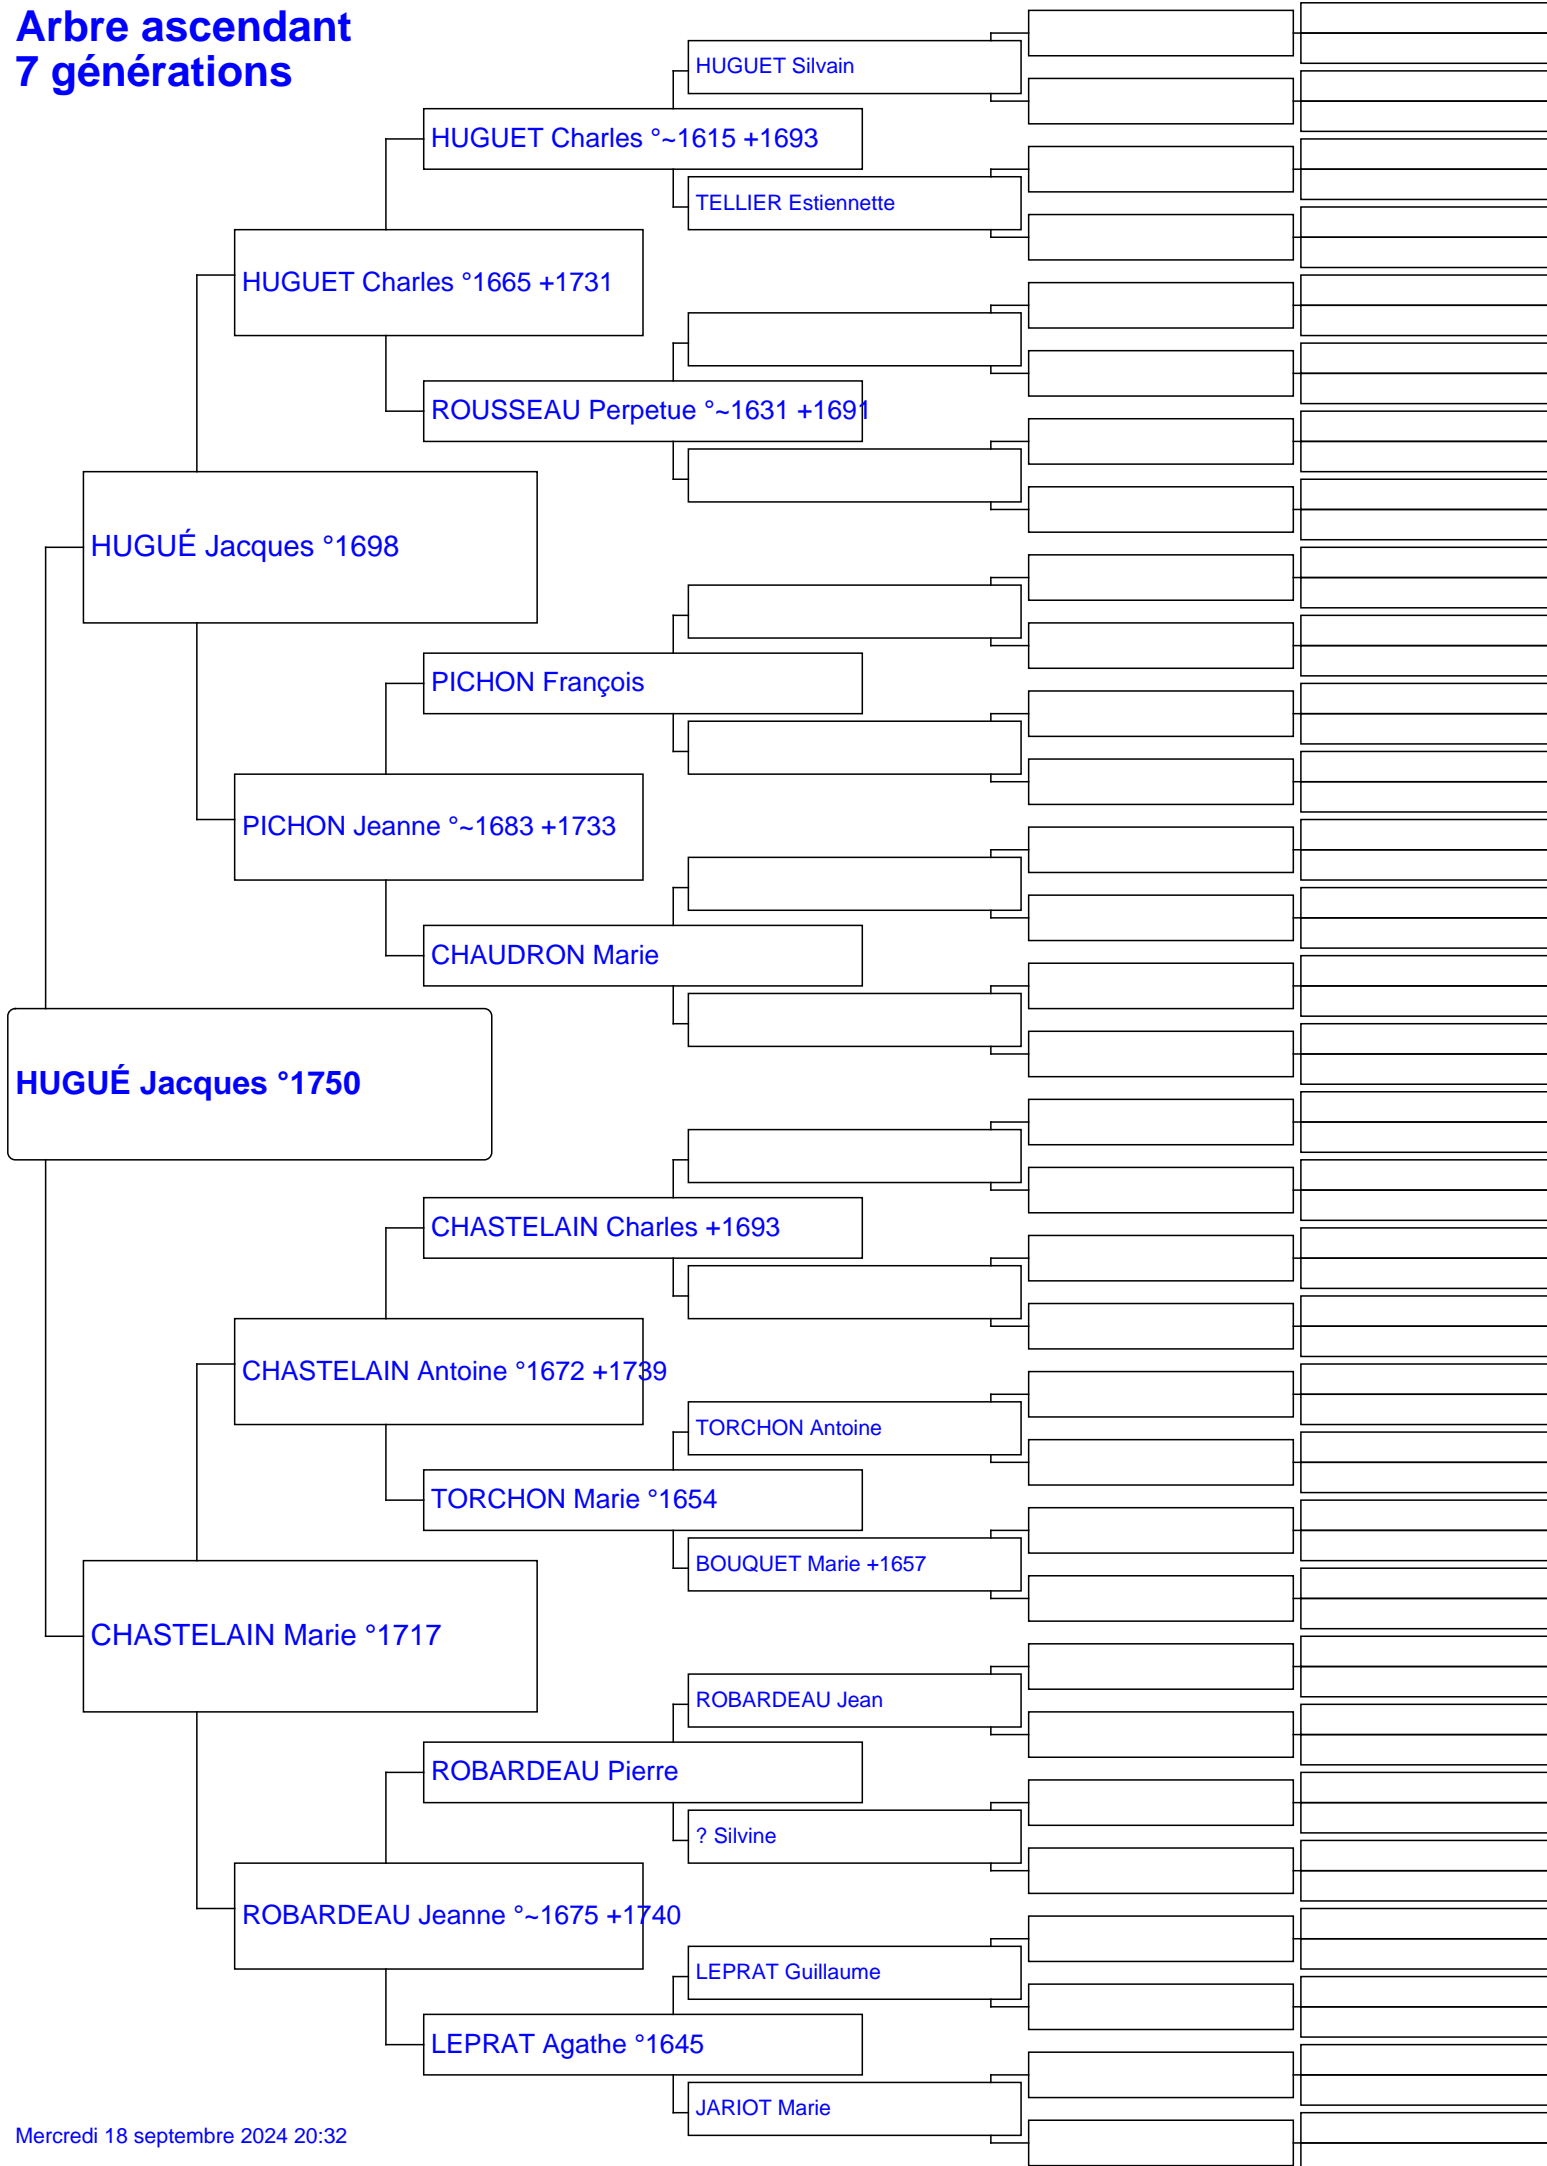 Arbre ascendant
7 générations
HUGUET Silvain
HUGUET Charles °~1615 +1693
TELLIER Estiennette
HUGUET Charles °1665 +1731
ROUSSEAU Perpetue °~1631 +1691
HUGUÉ Jacques °1698
PICHON François
PICHON Jeanne °~1683 +1733
CHAUDRON Marie
HUGUÉ Jacques °1750
CHASTELAIN Charles +1693
CHASTELAIN Antoine °1672 +1739
TORCHON Antoine
TORCHON Marie °1654
BOUQUET Marie +1657
CHASTELAIN Marie °1717
ROBARDEAU Jean
ROBARDEAU Pierre
? Silvine
ROBARDEAU Jeanne °~1675 +1740
LEPRAT Guillaume
LEPRAT Agathe °1645
JARIOT Marie
Mercredi 18 septembre 2024 20:32